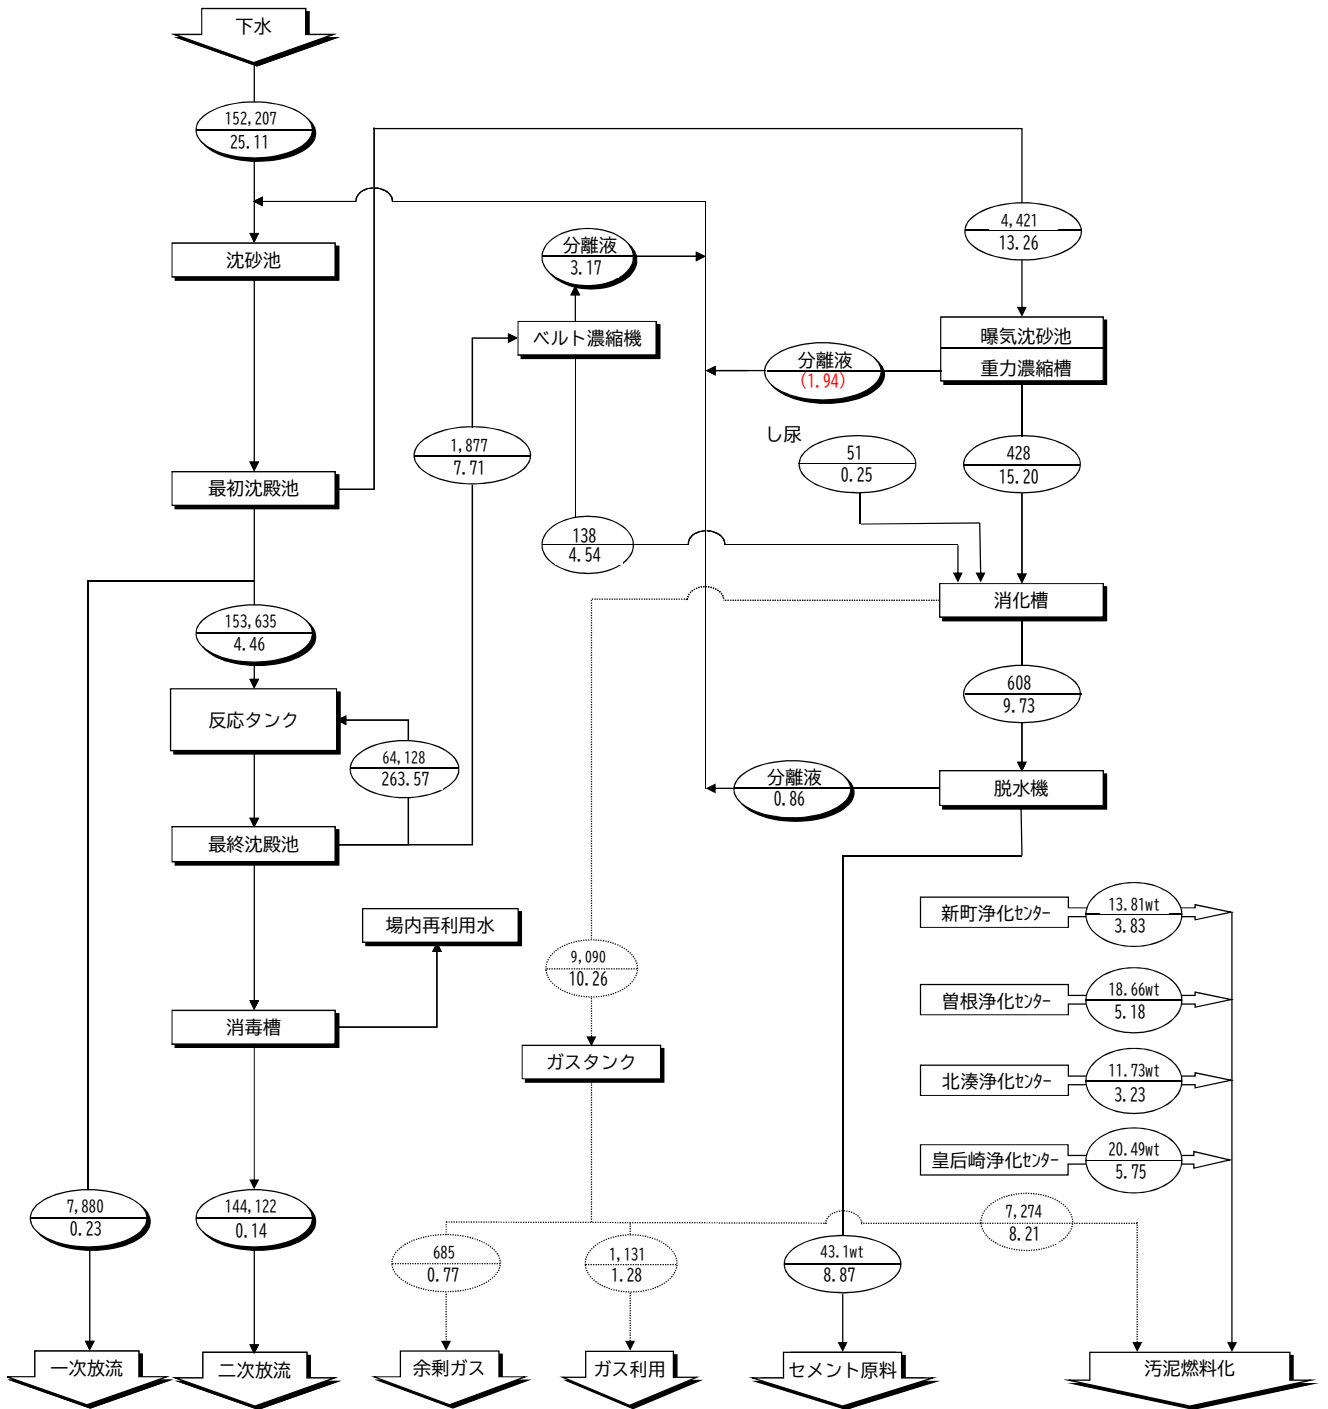 下水
152,207
25.11
4,421
13.26
分離液
3.17
沈砂池
ベルト濃縮機
曝気沈砂池
重力濃縮槽
分離液
(1.94)
し尿
1,877
7.71
51
0.25
428
15.20
最初沈殿池
138
4.54
消化槽
153,635
4.46
608
9.73
反応タンク
64,128
263.57
分離液
0.86
脱水機
最終沈殿池
場内再利用水
新町浄化ｾﾝﾀｰ
13.81wt
3.83
9,090
10.26
曽根浄化ｾﾝﾀｰ
18.66wt
5.18
消毒槽
ガスタンク
北湊浄化ｾﾝﾀｰ
11.73wt
3.23
皇后崎浄化ｾﾝﾀｰ
20.49wt
5.75
7,880
0.23
144,122
0.14
7,274
8.21
685
0.77
1,131
1.28
43.1wt
8.87
一次放流
二次放流
余剰ガス
ガス利用
セメント原料
汚泥燃料化